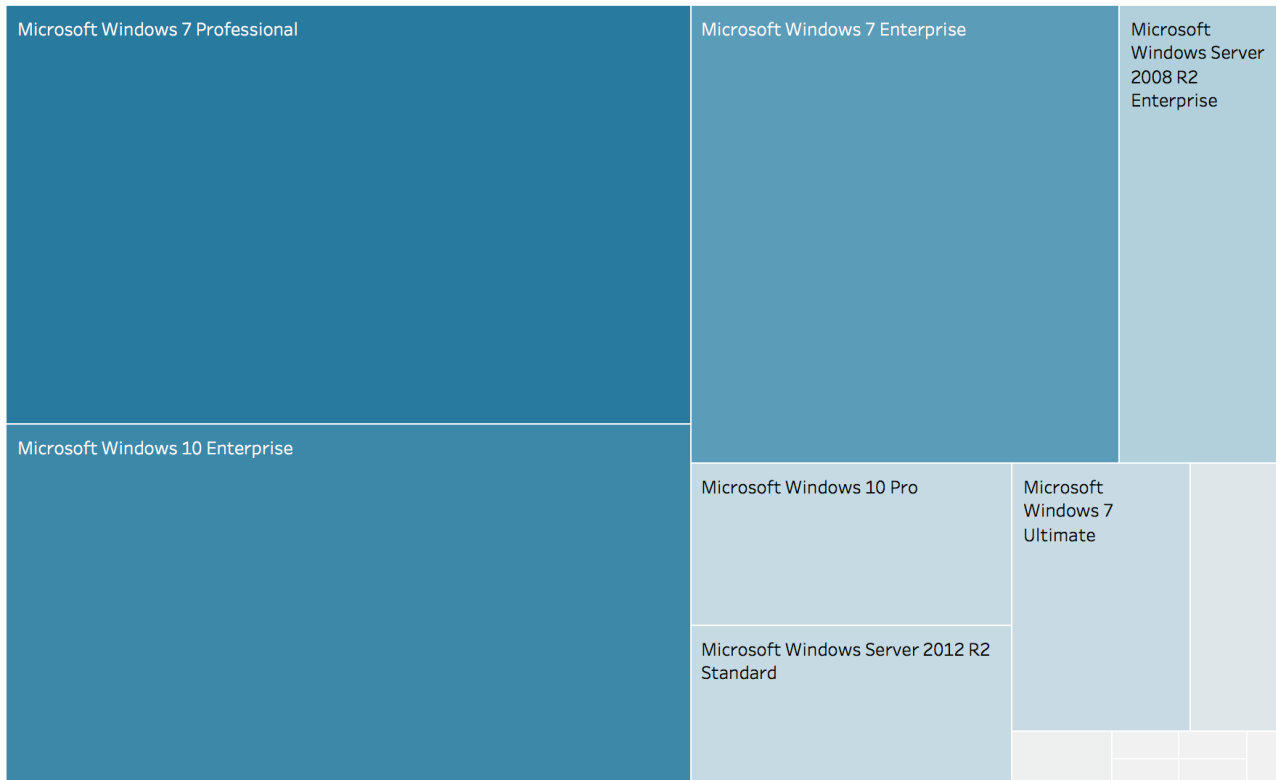 Microsoft Windows 7 Professional
Microsoft Windows 7 Enterprise
Microsoft
Windows Server
2008 R2
Enterprise
Microsoft Windows 10 Enterprise
Microsoft Windows 10 Pro
Microsoft
Windows 7
Ultimate
Microsoft Windows Server 2012 R2
Standard